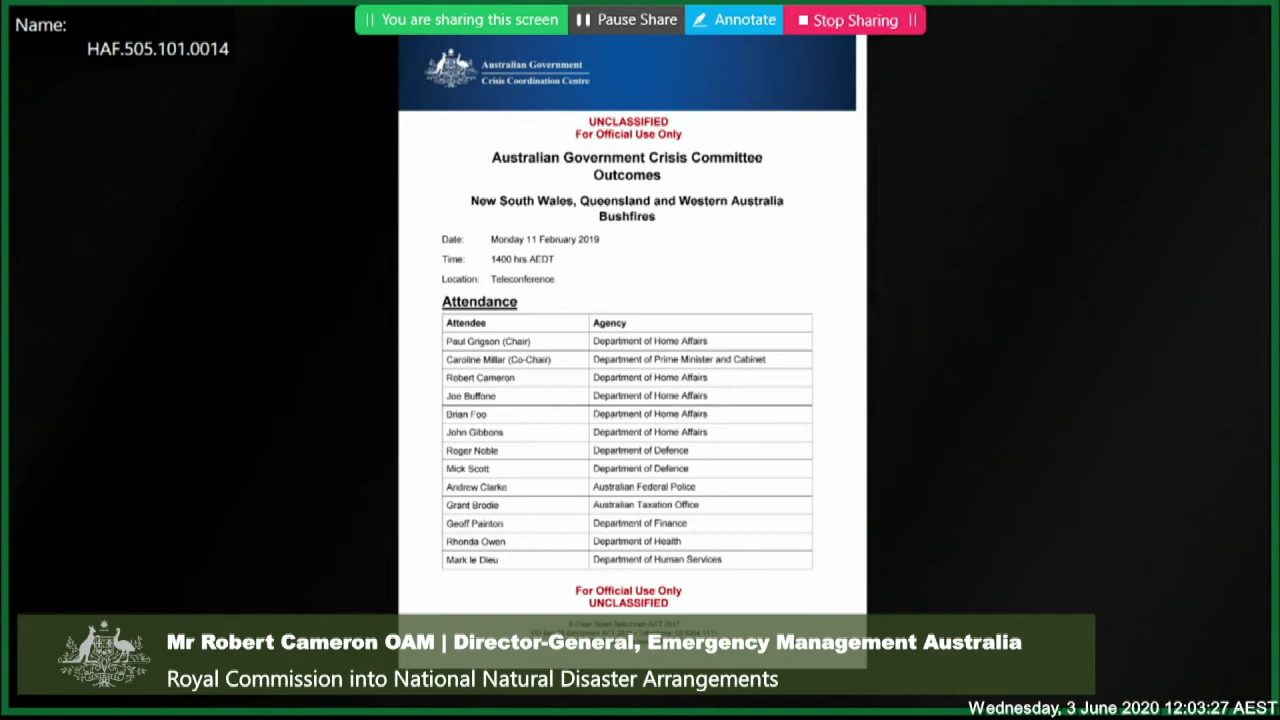 Name:
HAF.505.101.0014
You are sharing this screen
Pause Share
Annotate
Stop Sharing
Australian Government
Crisis Coordination Centre
UNCLASSIFIED
For Official Use Only
Australian Government Crisis Committee
Outcomes
New South Wales, Queensland and Western Australia
Bushfires
Date: Monday 11 February 2019
Time: 1400 hrs AEDT
Location: Teleconference
Attendance
Attendee Agency
Paul Grigson (Chair) Department of Home Affairs
Caroline Millar (Co-Chair) Department of Prime Minister and Cabinet
Robert Cameron Department of Home Affairs
Joe Buffone Department of Home Affairs
Brian Foo Department of Home Affairs
John Gibbons Department of Home Affairs
Roger Noble Department of Defence
Mick Scott Department of Defence
Andrew Clarke Australian Federal Police
Grant Brodie Australian Taxation Office
Geoff Painton Department of Finance
Rhonda Owen Department of Health
Mark le Dieu Department of Human Services
For Official Use Only
UNCLASSIFIED
Mr Robert Cameron OAM | Director-General, Emergency Management Australia
Royal Commission into National Natural Disaster Arrangements
Wednesday, 3 June 2020 12:03:27 AEST